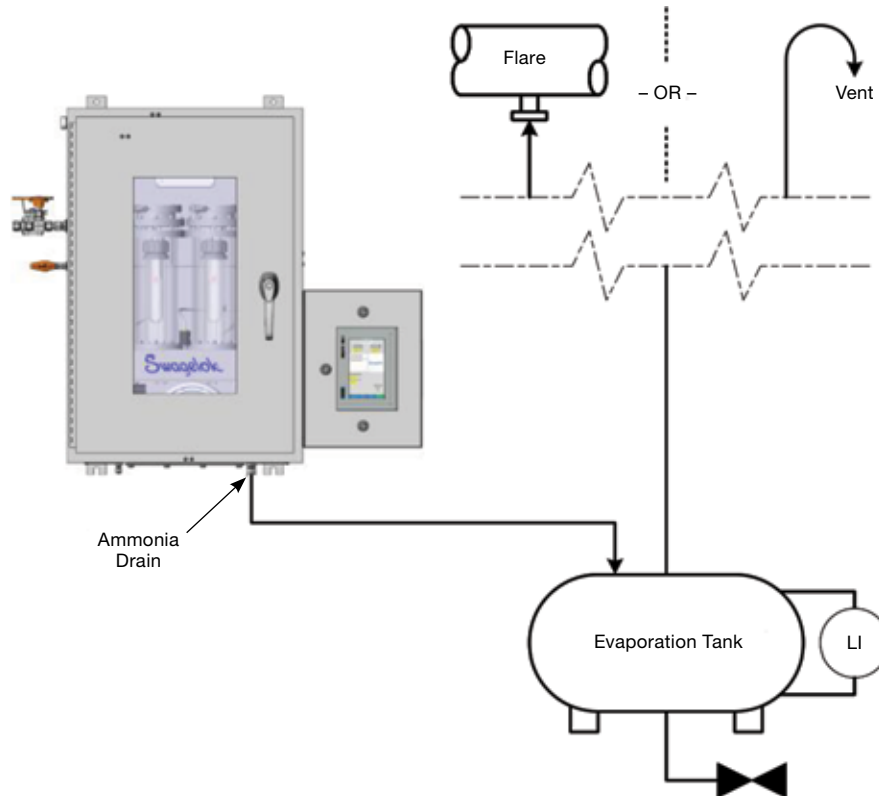 Flare
– OR –
Vent
Swagelok
Ammonia
Drain
Evaporation Tank
LI